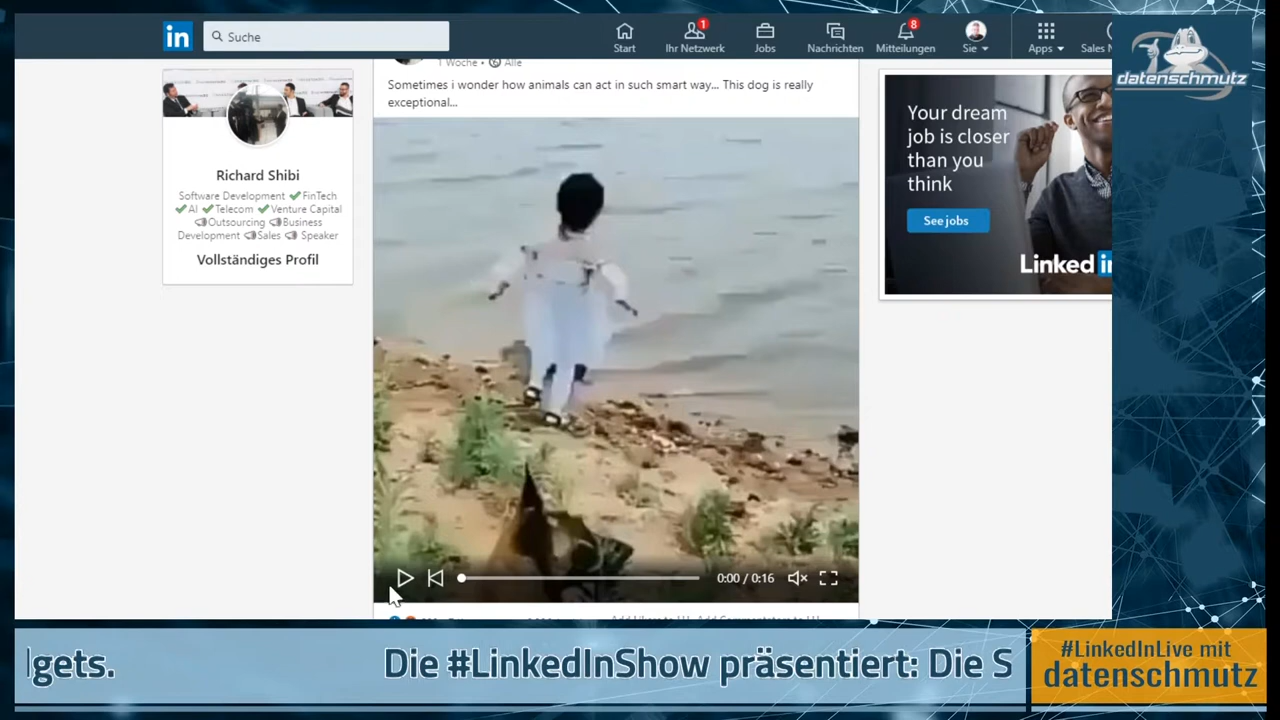 in
Suche
Start
Ihr Netzwerk
1
Jobs
Nachrichten
Mitteilungen
8
Sie
Apps
Sales
datenschmutz
1 Woche • Alle
Sometimes i wonder how animals can act in such smart way... This dog is really
exceptional...
Richard Shibi
Software Development ✔FinTech
✔AI ✔Telecom ✔Venture Capital
Outsourcing Business
Development Sales Speaker
Vollständiges Profil
Your dream
job is closer
than you
think
See jobs
Linked in
0:00 / 0:16
lgets.
Die #LinkedInShow präsentiert: Die S
#LinkedInLive mit
datenschmutz